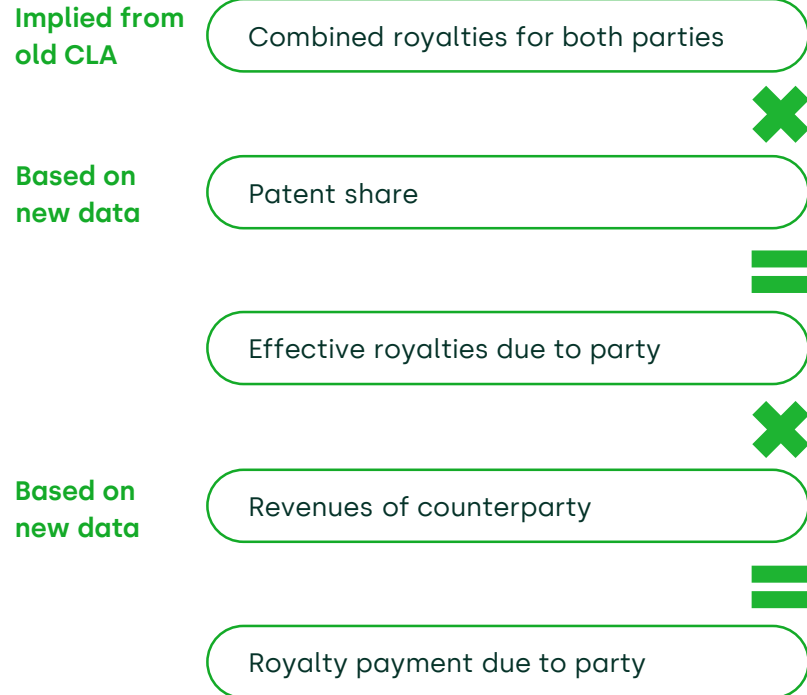 Implied from
old CLA
Combined royalties for both parties
Based on
new data
Patent share
Effective royalties due to party
Based on
new data
Revenues of counterparty
Royalty payment due to party